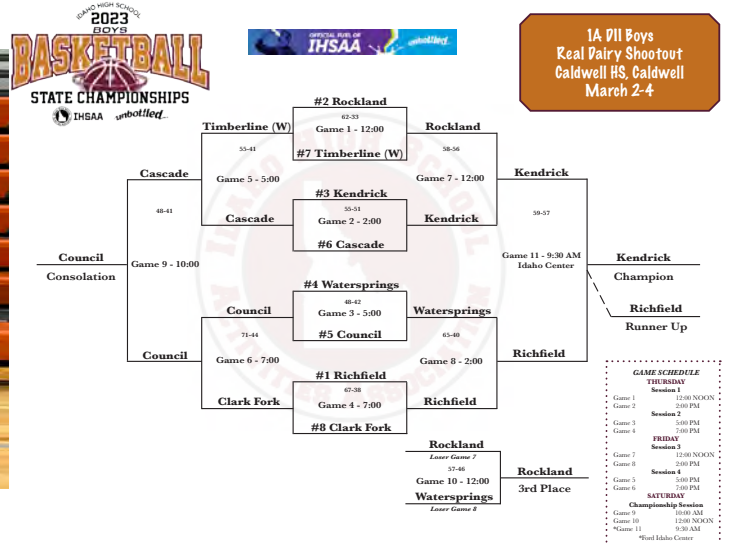 IDAHO HIGH SCHOOL
2023
BOYS
BASKETBALL
STATE CHAMPIONSHIPS
IHSAA unbottled...
OFFICIAL FUEL OF
IHSAA unbottled.
1A DII Boys
Real Dairy Shootout
Caldwell HS, Caldwell
March 2-4
#2 Rockland
62-33
Game 1 - 12:00
#7 Timberline (W)
Timberline (W)
55-41
Game 5 - 5:00
Rockland
58-56
Game 7 - 12:00
Cascade
48-41
Kendrick
59-57
#3 Kendrick
55-51
Game 2 - 2:00
#6 Cascade
Cascade
Kendrick
Council
Consolation
Game 9 - 10:00
Game 11 - 9:30 AM
Idaho Center
Kendrick
Champion
#4 Watersprings
48-42
Game 3 - 5:00
#5 Council
Council
71-44
Game 6 - 7:00
Watersprings
65-40
Game 8 - 2:00
Richfield
Runner Up
Council
Richfield
#1 Richfield
67-38
Game 4 - 7:00
#8 Clark Fork
Clark Fork
Richfield
Rockland
Loser Game 7
57-46
Game 10 - 12:00
Watersprings
Loser Game 8
Rockland
3rd Place
GAME SCHEDULE
THURSDAY
Session 1
Game 1 12:00 NOON
Game 2 2:00 PM
Session 2
Game 3 5:00 PM
Game 4 7:00 PM
FRIDAY
Session 3
Game 7 12:00 NOON
Game 8 2:00 PM
Session 4
Game 5 5:00 PM
Game 6 7:00 PM
SATURDAY
Championship Session
Game 9 10:00 AM
Game 10 12:00 NOON
*Game 11 9:30 AM
*Ford Idaho Center
IDAHO HIGH SCHOOL
ACTIVITIES ASSOCIATION